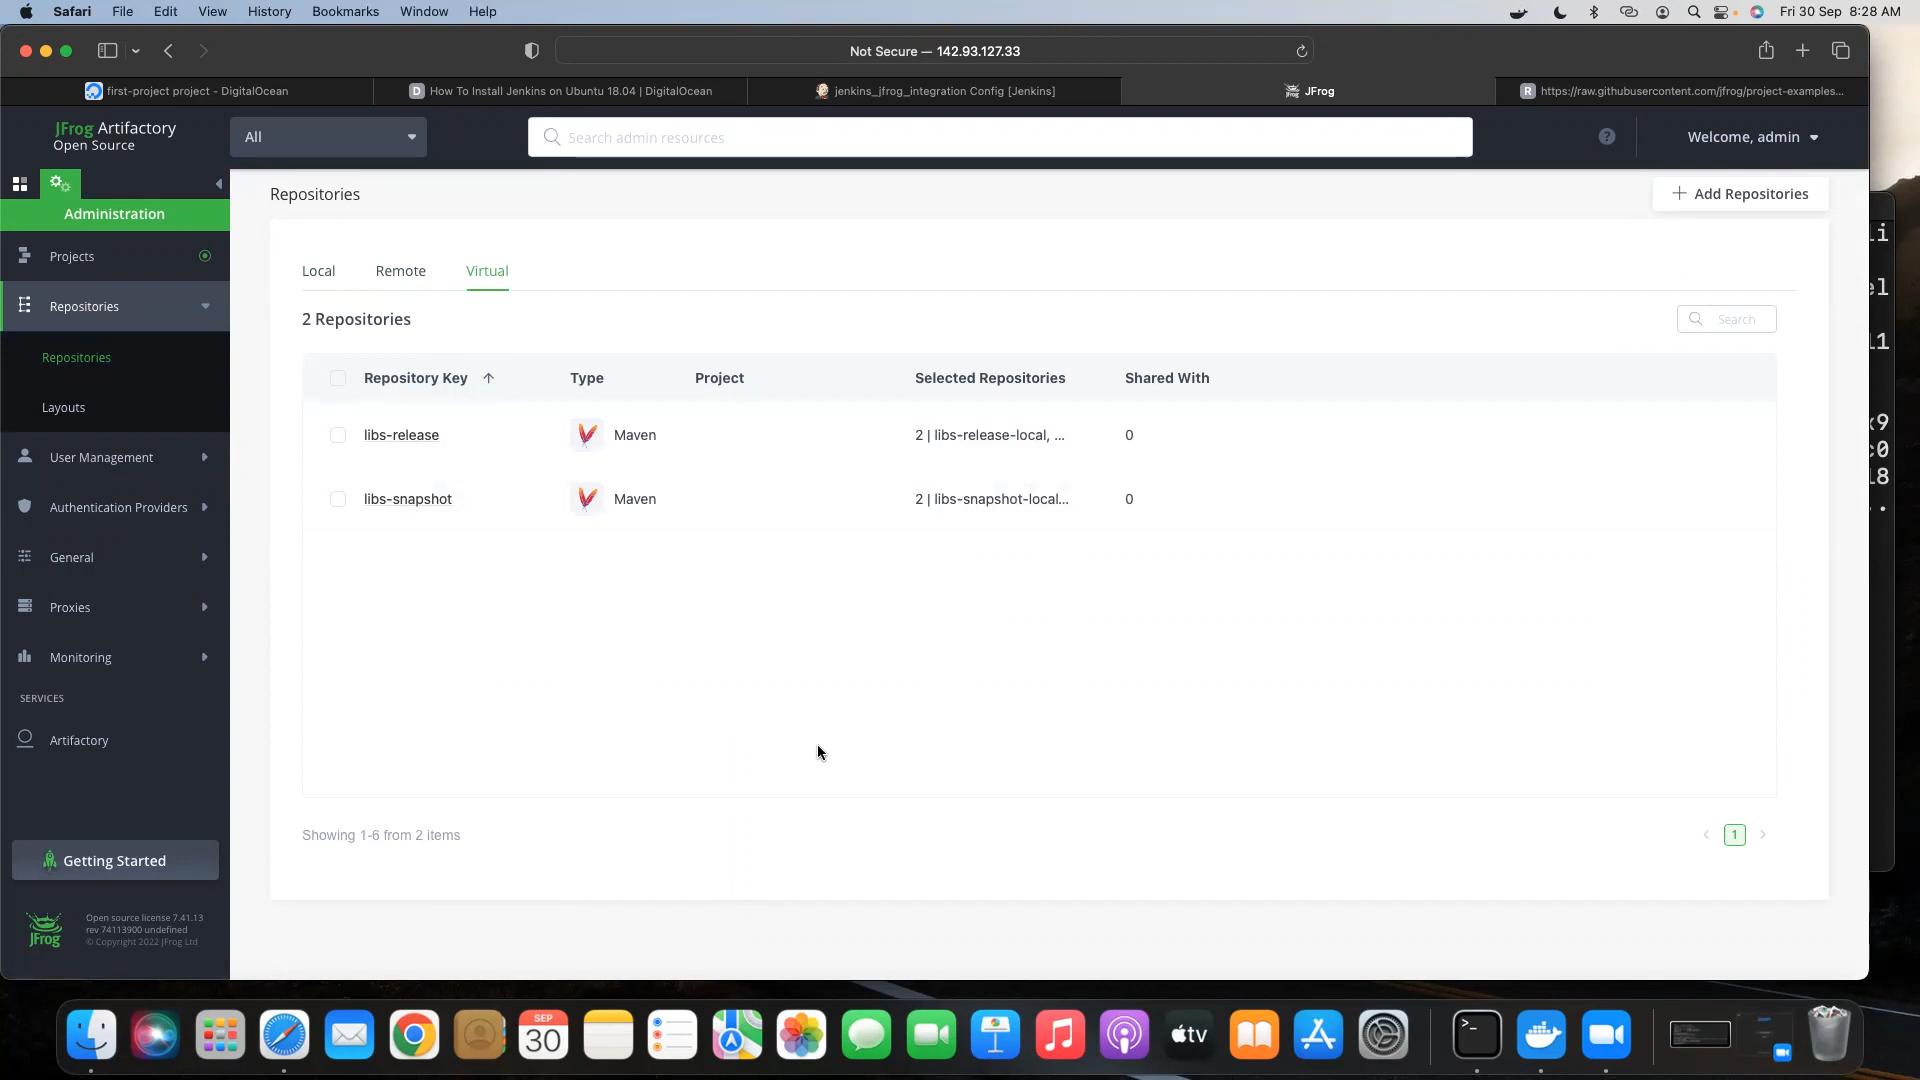 Safari File Edit View History Bookmarks Window Help Fri 30 Sep 8:28 AM
Not Secure — 142.93.127.33
first-project project - DigitalOcean
D How To Install Jenkins on Ubuntu 18.04 | DigitalOcean
jenkins_jfrog_integration Config [Jenkins]
JFrog
R https://raw.githubusercontent.com/jfrog/project-examples...
JFrog Artifactory
Open Source
All
Search admin resources
?
Welcome, admin
Administration
Projects
Repositories
Repositories
Layouts
User Management
Authentication Providers
General
Proxies
Monitoring
SERVICES
Artifactory
Getting Started
JFrog
Open source license 7.41.13
rev 74113900 undefined
© Copyright 2022 JFrog Ltd
Repositories
+ Add Repositories
Local Remote Virtual
2 Repositories
Search
Repository Key Type Project Selected Repositories Shared With
libs-release Maven 2 | libs-release-local, ... 0
libs-snapshot Maven 2 | libs-snapshot-local... 0
Showing 1-6 from 2 items
1
SEP
30
tv